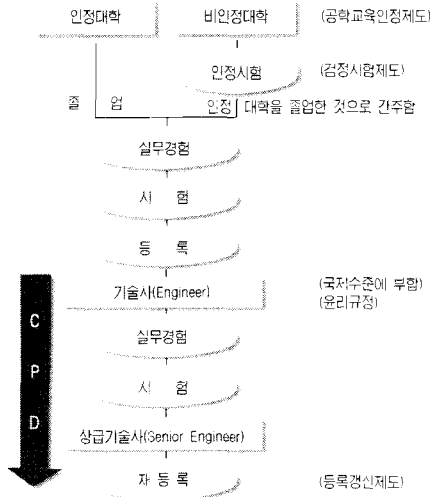 인정대학 비인정대학 (공학교육인정제도)
인정시험 (검정시험제도)
졸 업 인정 대학을 졸업한 것으로 간주함
실무경험
시 험
등 록
기술사(Engineer) (국제수준에 부합)
(윤리규정)
C
P
D
실무경험
시 험
상급기술사(Senior Engineer)
재 등 록 (등록갱신제도)